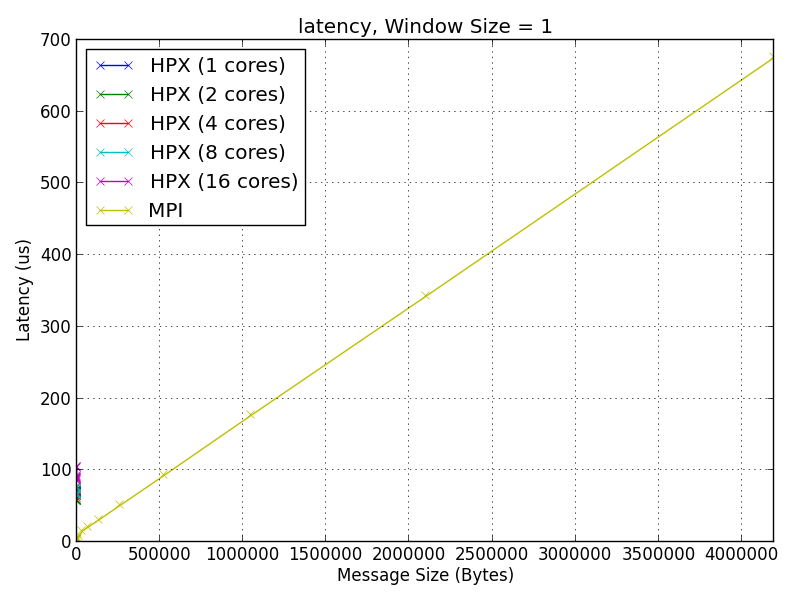 latency, Window Size = 1
700
600
500
400
300
200
100
0
Latency (us)
HPX (1 cores)
HPX (2 cores)
HPX (4 cores)
HPX (8 cores)
HPX (16 cores)
MPI
0 500000 1000000 1500000 2000000 2500000 3000000 3500000 4000000
Message Size (Bytes)